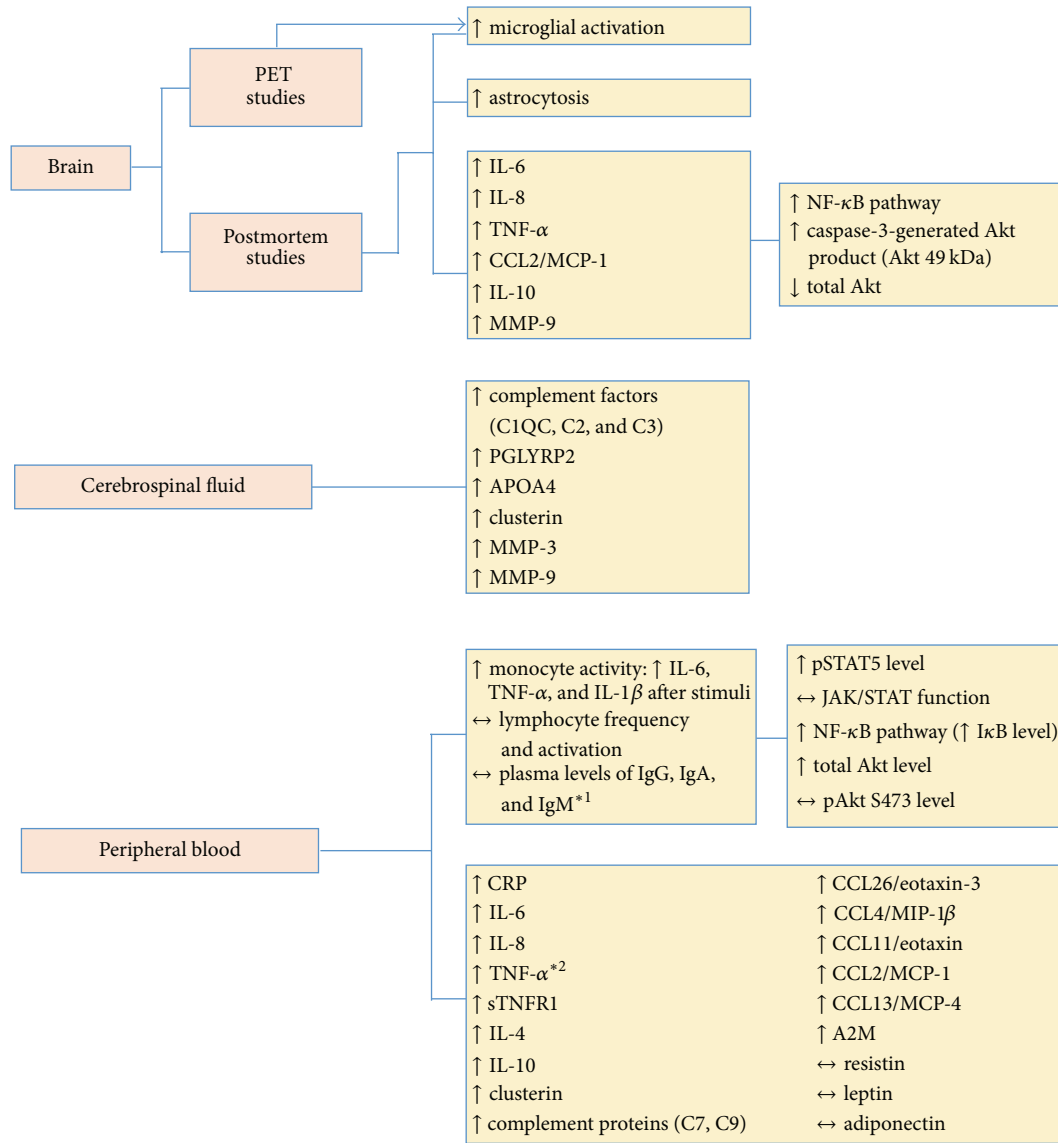 PET
studies
Brain
Postmortem
studies
↑ microglial activation
↑ astrocytosis
↑ IL-6
↑ IL-8
↑ TNF-α
↑ CCL2/MCP-1
↑ IL-10
↑ MMP-9
↑ NF-κB pathway
↑ caspase-3-generated Akt
product (Akt 49 kDa)
↓ total Akt
Cerebrospinal fluid
↑ complement factors
(C1QC, C2, and C3)
↑ PGLYRP2
↑ APOA4
↑ clusterin
↑ MMP-3
↑ MMP-9
Peripheral blood
↑ monocyte activity: ↑ IL-6,
TNF-α, and IL-1β after stimuli
↔ lymphocyte frequency
and activation
↔ plasma levels of IgG, IgA,
and IgM*1
↑ pSTAT5 level
↔ JAK/STAT function
↑ NF-κB pathway (↑ IκB level)
↑ total Akt level
↔ pAkt S473 level
↑ CRP
↑ IL-6
↑ IL-8
↑ TNF-α*2
↑ sTNFR1
↑ IL-4
↑ IL-10
↑ clusterin
↑ complement proteins (C7, C9)
↑ CCL26/eotaxin-3
↑ CCL4/MIP-1β
↑ CCL11/eotaxin
↑ CCL2/MCP-1
↑ CCL13/MCP-4
↑ A2M
↔ resistin
↔ leptin
↔ adiponectin